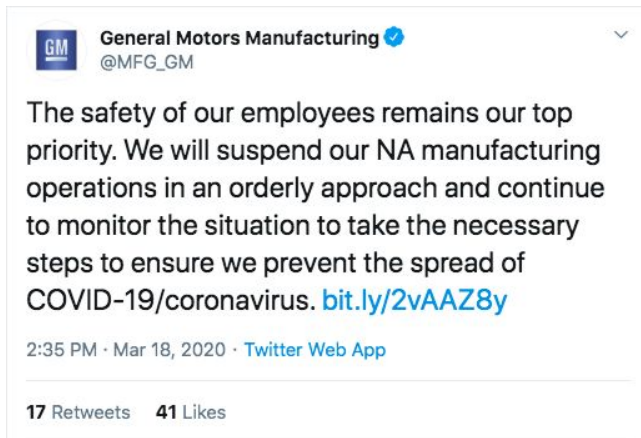 GM
General Motors Manufacturing
@MFG_GM
The safety of our employees remains our top
priority. We will suspend our NA manufacturing
operations in an orderly approach and continue
to monitor the situation to take the necessary
steps to ensure we prevent the spread of
COVID-19/coronavirus. bit.ly/2vAAZ8y
2:35 PM · Mar 18, 2020 · Twitter Web App
17 Retweets 41 Likes